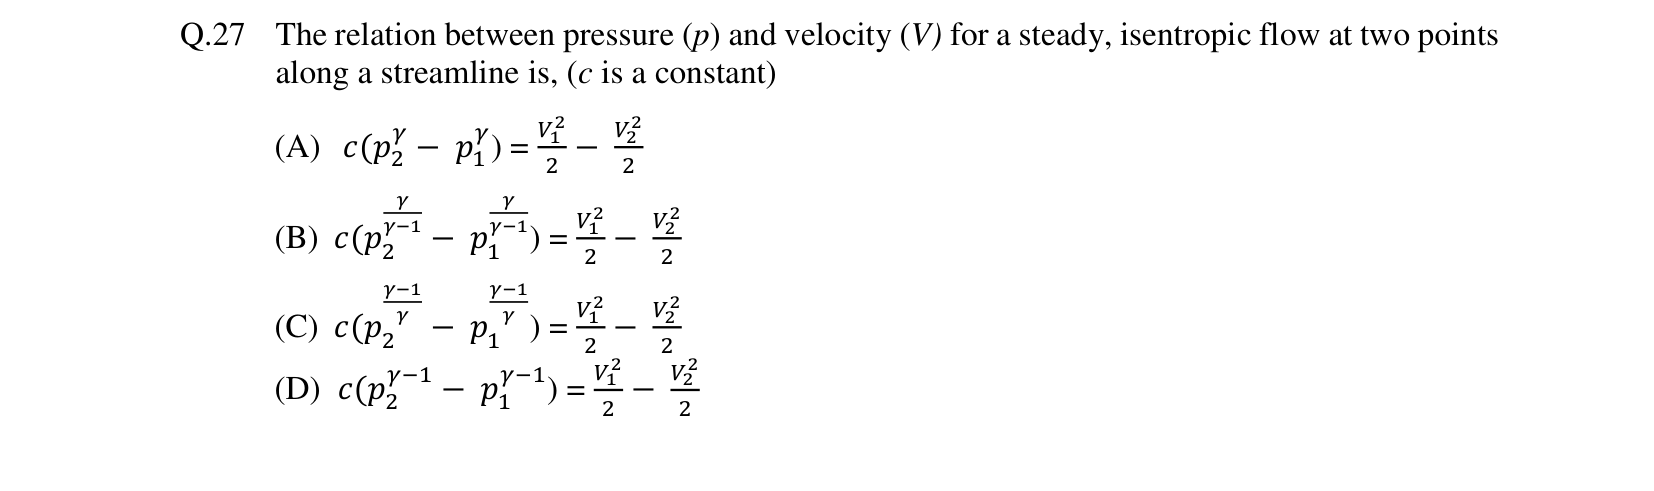 Q.27 The relation between pressure (p) and velocity (V) for a steady, isentropic flow at two points
along a streamline is, (c is a constant)
(A) $c(p_2^{\gamma} - p_1^{\gamma}) = \frac{V_1^2}{2} - \frac{V_2^2}{2}$
(B) $c(p_2^{\frac{\gamma}{\gamma-1}} - p_1^{\frac{\gamma}{\gamma-1}}) = \frac{V_1^2}{2} - \frac{V_2^2}{2}$
(C) $c(p_2^{\frac{\gamma-1}{\gamma}} - p_1^{\frac{\gamma-1}{\gamma}}) = \frac{V_1^2}{2} - \frac{V_2^2}{2}$
(D) $c(p_2^{\gamma-1} - p_1^{\gamma-1}) = \frac{V_1^2}{2} - \frac{V_2^2}{2}$